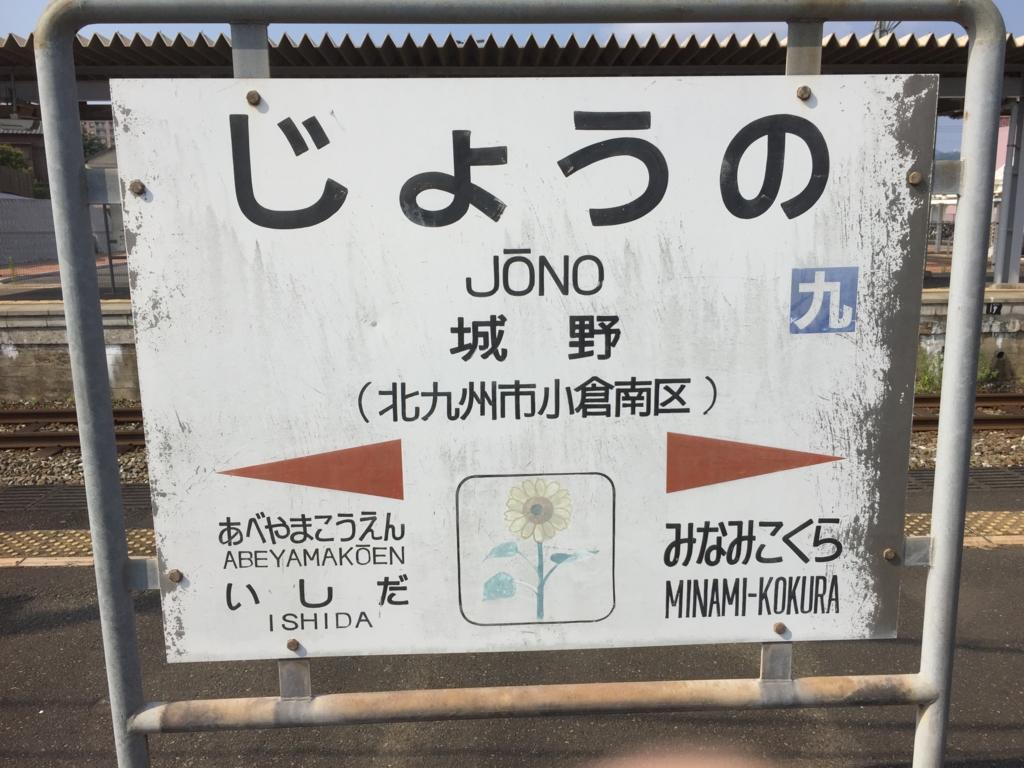 じょうの
JŌNO
九
城 野
（北九州市小倉南区）
あべやまこうえん
ABEYAMAKŌEN
いしだ
ISHIDA
みなみこくら
MINAMI-KOKURA